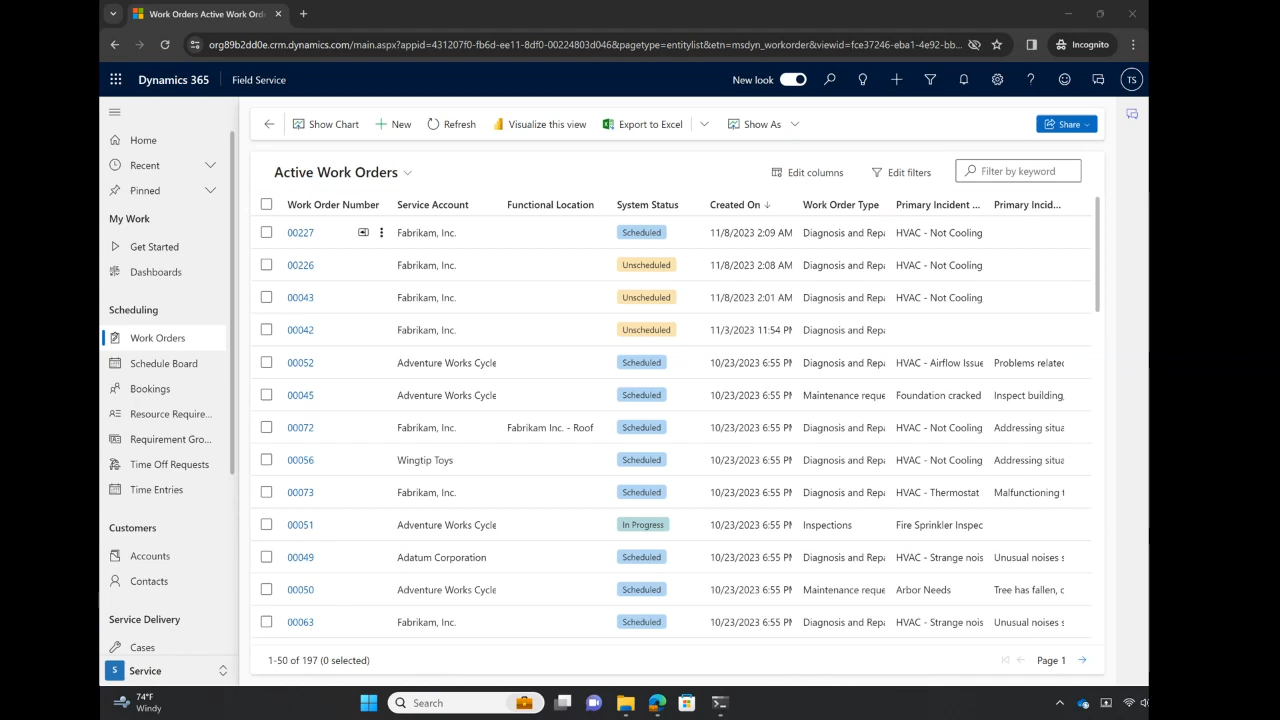 Work Orders Active Work Ord
org89b2dd0e.crm.dynamics.com/main.aspx?appid=431207f0-fb6d-ee11-8df0-00224803d046&pagetype=entitylist&etn=msdyn_workorder&viewid=fce37246-eba1-4e92-bb... Incognito
Dynamics 365 Field Service New look TS
Show Chart New Refresh Visualize this view Export to Excel Show As Share
Home
Recent
Pinned
My Work
Get Started
Dashboards
Scheduling
Work Orders
Schedule Board
Bookings
Resource Require...
Requirement Gro...
Time Off Requests
Time Entries
Customers
Accounts
Contacts
Service Delivery
Cases
S Service
Active Work Orders Edit columns Edit filters Filter by keyword
Work Order Number Service Account Functional Location System Status Created On Work Order Type Primary Incident ... Primary Incid...
00227 Fabrikam, Inc. Scheduled 11/8/2023 2:09 AM Diagnosis and Repa HVAC - Not Cooling
00226 Fabrikam, Inc. Unscheduled 11/8/2023 2:08 AM Diagnosis and Repa HVAC - Not Cooling
00043 Fabrikam, Inc. Unscheduled 11/8/2023 2:01 AM Diagnosis and Repa HVAC - Not Cooling
00042 Fabrikam, Inc. Unscheduled 11/3/2023 11:54 PM Diagnosis and Repa
00052 Adventure Works Cycle Scheduled 10/23/2023 6:55 PM Diagnosis and Repa HVAC - Airflow Issue Problems related
00045 Adventure Works Cycle Scheduled 10/23/2023 6:55 PM Maintenance reque Foundation cracked Inspect building,
00072 Fabrikam, Inc. Fabrikam Inc. - Roof Scheduled 10/23/2023 6:55 PM Diagnosis and Repa HVAC - Not Cooling Addressing situa
00056 Wingtip Toys Scheduled 10/23/2023 6:55 PM Diagnosis and Repa HVAC - Not Cooling Addressing situa
00073 Fabrikam, Inc. Scheduled 10/23/2023 6:55 PM Diagnosis and Repa HVAC - Thermostat Malfunctioning t
00051 Adventure Works Cycle In Progress 10/23/2023 6:55 PM Inspections Fire Sprinkler Inspec
00049 Adatum Corporation Scheduled 10/23/2023 6:55 PM Diagnosis and Repa HVAC - Strange nois Unusual noises s
00050 Adventure Works Cycle Scheduled 10/23/2023 6:55 PM Maintenance reque Arbor Needs Tree has fallen, c
00063 Fabrikam, Inc. Scheduled 10/23/2023 6:55 PM Diagnosis and Repa HVAC - Strange nois Unusual noises s
1-50 of 197 (0 selected) Page 1
74°F
Windy
Search